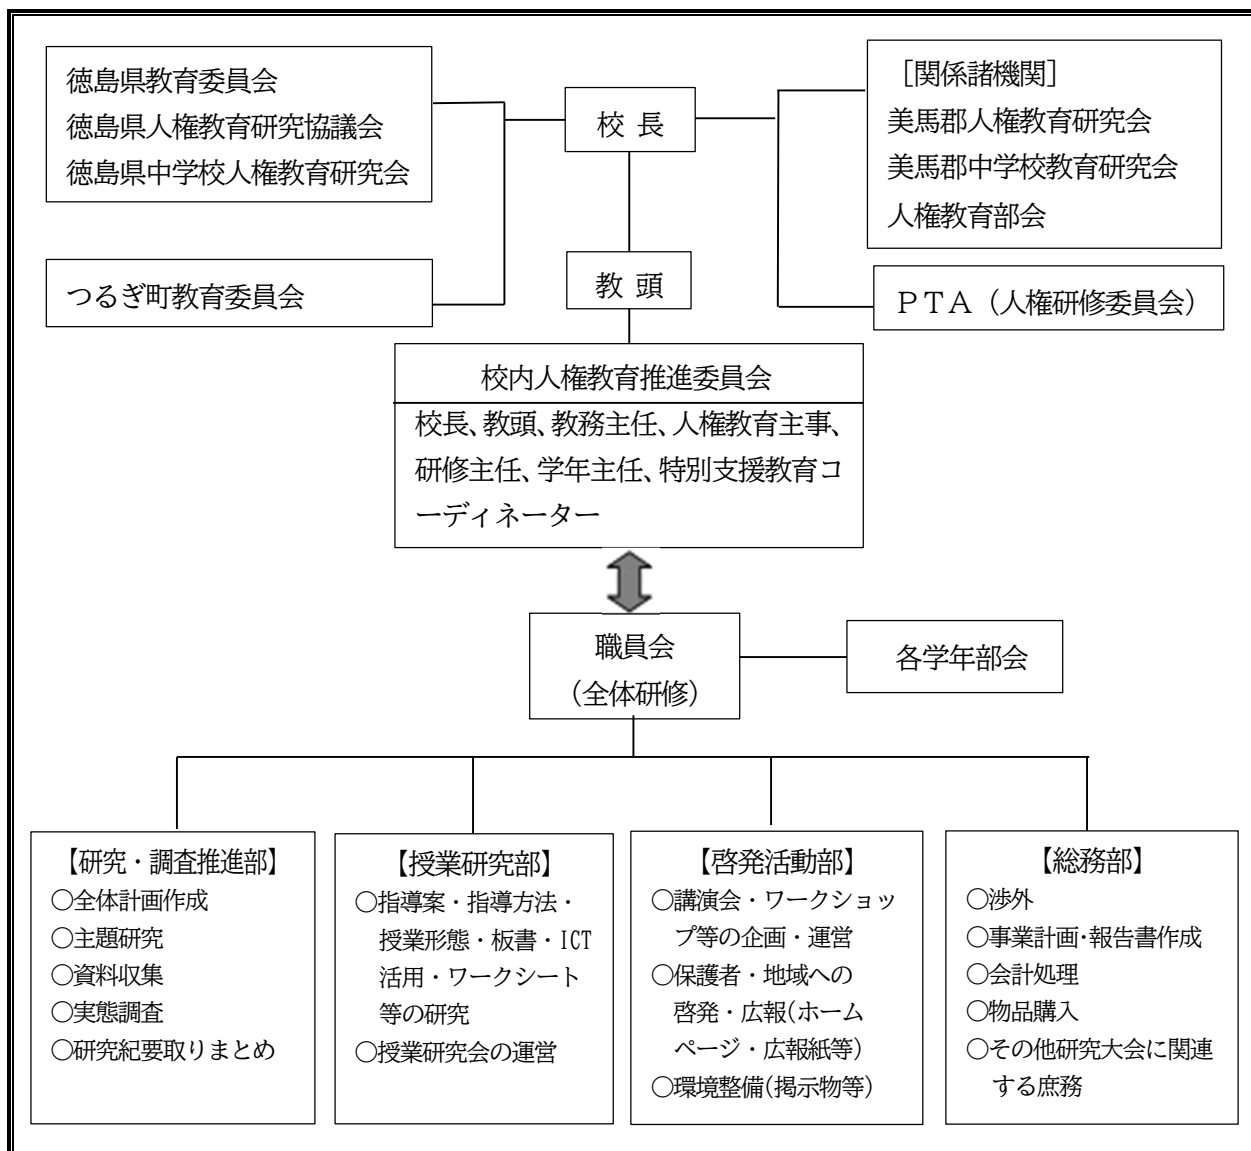 徳島県教育委員会
徳島県人権教育研究協議会
徳島県中学校人権教育研究会
つるぎ町教育委員会
校 長
教 頭
［関係諸機関］
美馬郡人権教育研究会
美馬郡中学校教育研究会
人権教育部会
ＰＴＡ（人権研修委員会）
校内人権教育推進委員会
校長、教頭、教務主任、人権教育主事、
研修主任、学年主任、特別支援教育コ
ーディネーター
職員会
（全体研修）
各学年部会
【研究・調査推進部】
○全体計画作成
○主題研究
○資料収集
○実態調査
○研究紀要取りまとめ
【授業研究部】
○指導案・指導方法・
授業形態・板書・ICT
活用・ワークシート
等の研究
○授業研究会の運営
【啓発活動部】
○講演会・ワークショッ
プ等の企画・運営
○保護者・地域への
啓発・広報(ホーム
ページ・広報紙等)
○環境整備(掲示物等)
【総務部】
○渉外
○事業計画･報告書作成
○会計処理
○物品購入
○その他研究大会に関連
する庶務